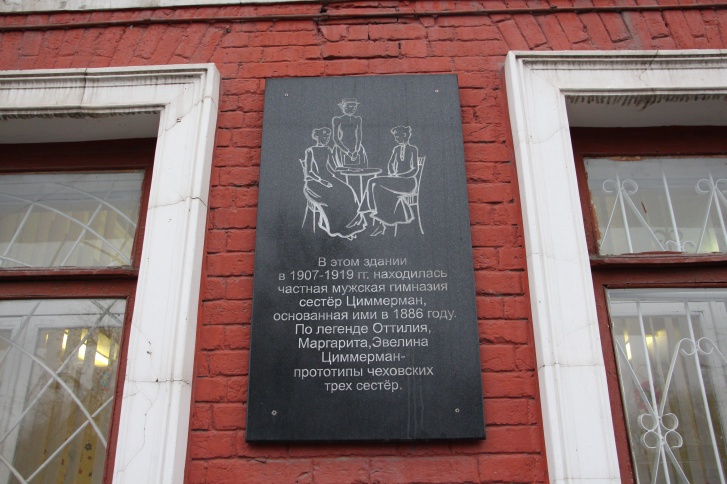 В этом здании
в 1907-1919 гг. находилась
частная мужская гимназия
сестёр Циммерман,
основанная ими в 1886 году.
По легенде Оттилия,
Маргарита,Эвелина
Циммерман-
прототипы чеховских
трех сестёр.